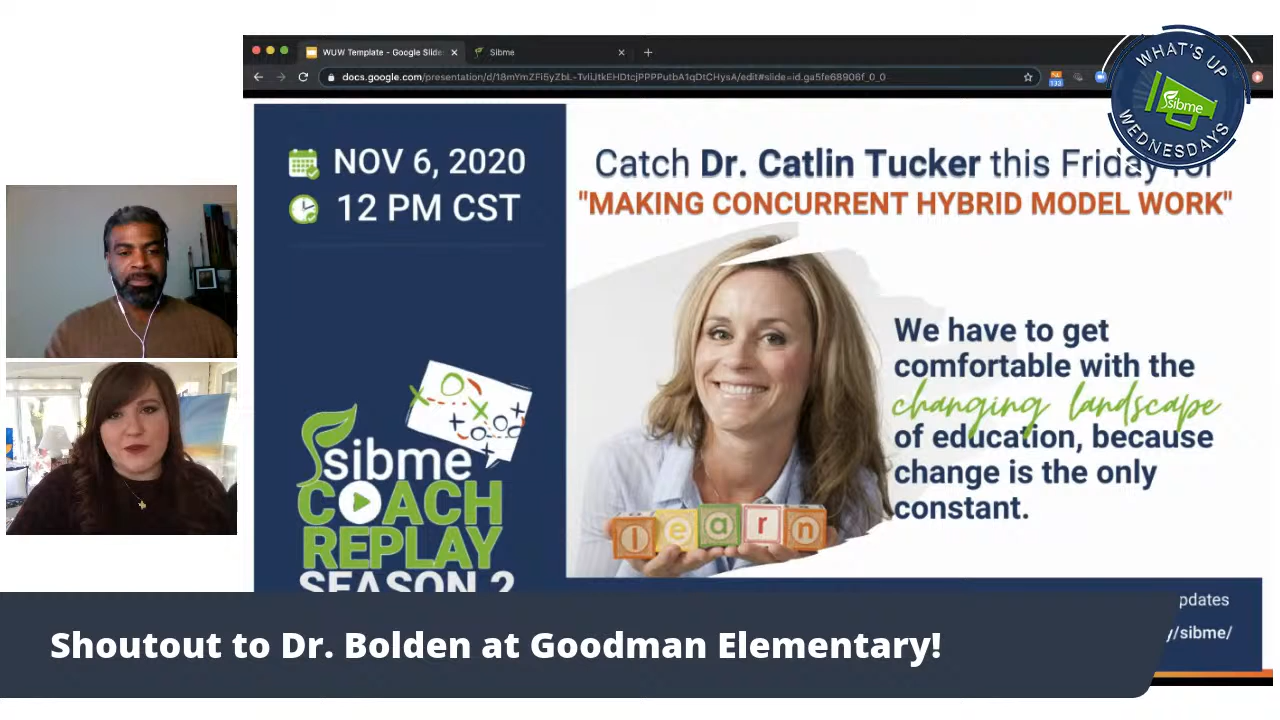 WUW Template - Google Slide
Sibme
docs.google.com/presentation/d/18mYmZFi5yZbL-TvliJtkEHDtcjPPPPutbA1qDtCHysA/edit#slide=id.ga5fe68906f_0_0
133
WHAT'S UP
sibme
WEDNESDAYS
NOV 6, 2020
12 PM CST
Catch Dr. Catlin Tucker this Friday for
"MAKING CONCURRENT HYBRID MODEL WORK"
We have to get
comfortable with the
changing landscape
of education, because
change is the only
constant.
learn
sibme
COACH
REPLAY
SEASON 2
pdates
y/sibme/
Shoutout to Dr. Bolden at Goodman Elementary!